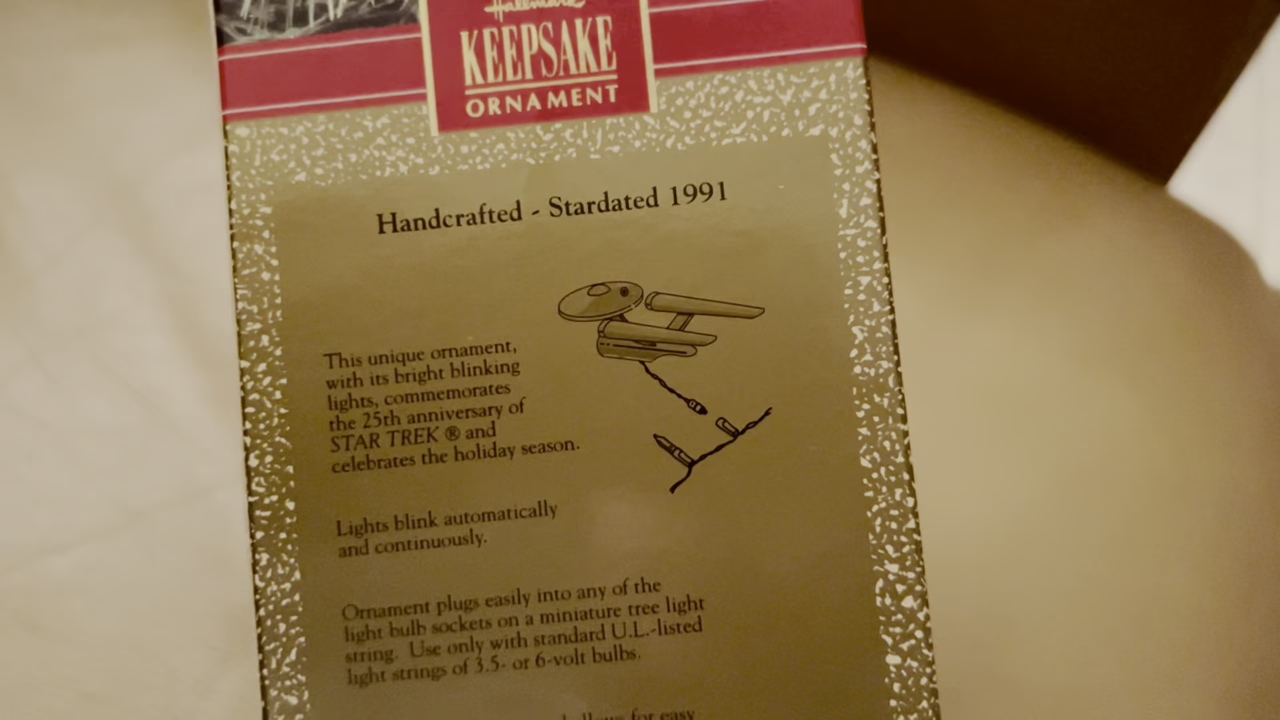 Hallmark
KEEPSAKE
ORNAMENT
Handcrafted - Stardated 1991
This unique ornament,
with its bright blinking
lights, commemorates
the 25th anniversary of
STAR TREK ® and
celebrates the holiday season.
Lights blink automatically
and continuously.
Ornament plugs easily into any of the
light bulb sockets on a miniature tree light
string. Use only with standard U.L.-listed
light strings of 3.5- or 6-volt bulbs.
for easy